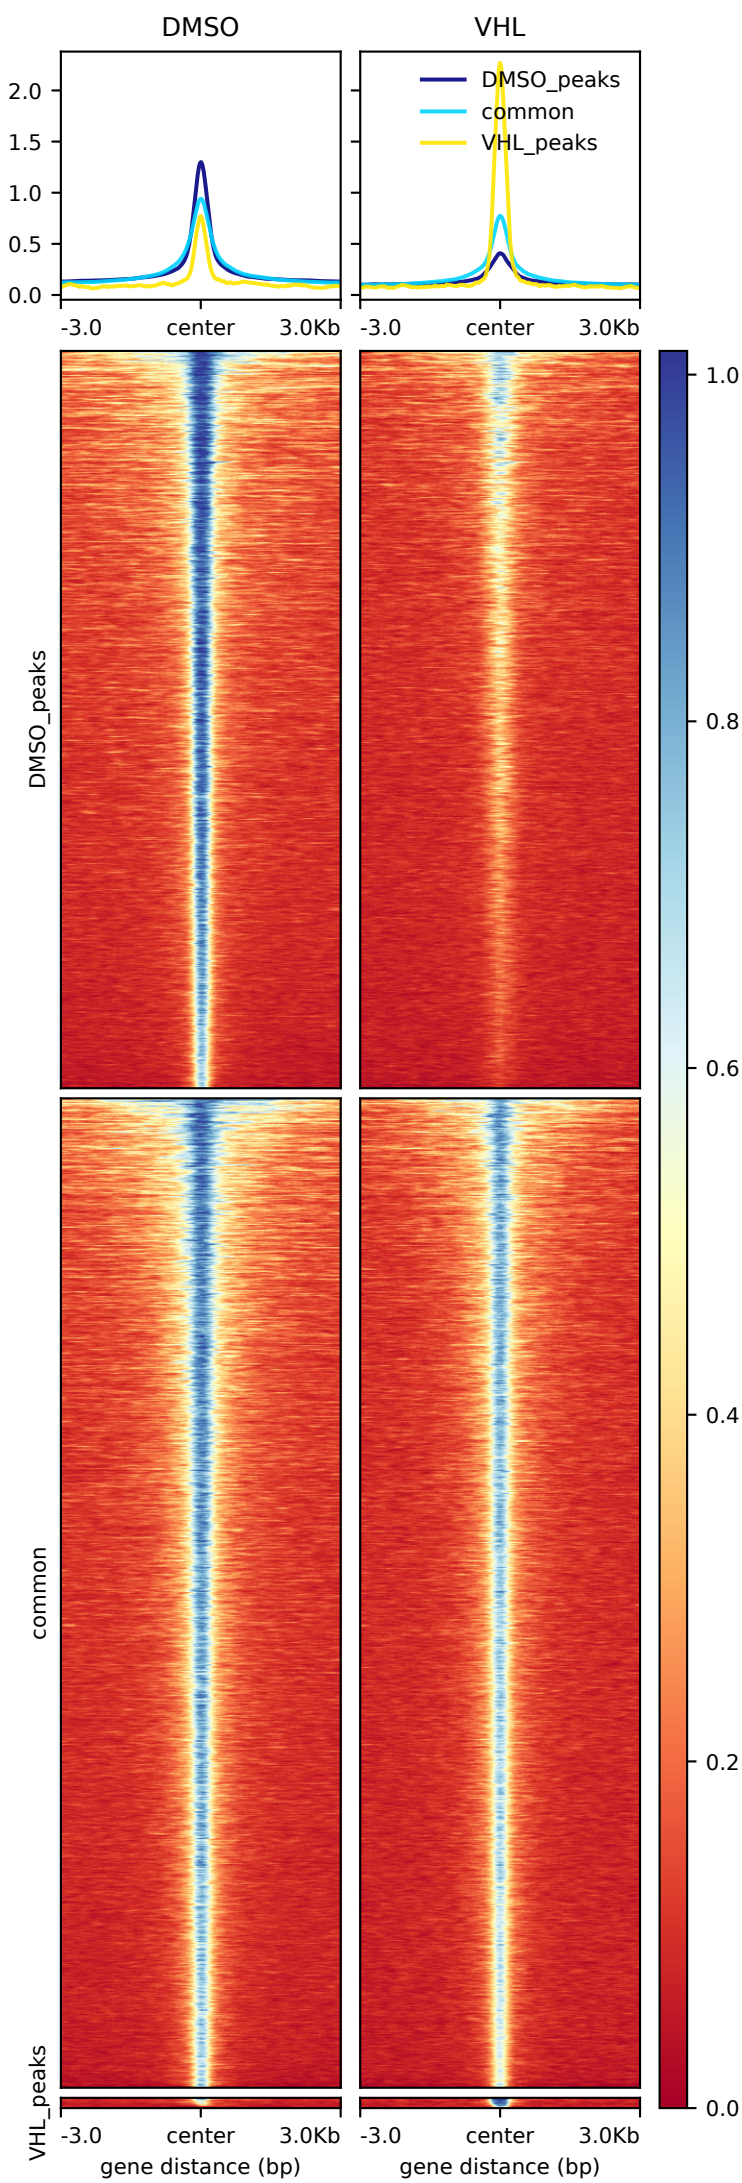 DMSO
VHL
2.0
1.5
1.0
0.5
0.0
DMSO_peaks
common
VHL_peaks
-3.0 center 3.0Kb
-3.0 center 3.0Kb
DMSO_peaks
common
VHL_peaks
1.0
0.8
0.6
0.4
0.2
0.0
-3.0 center 3.0Kb
gene distance (bp)
-3.0 center 3.0Kb
gene distance (bp)